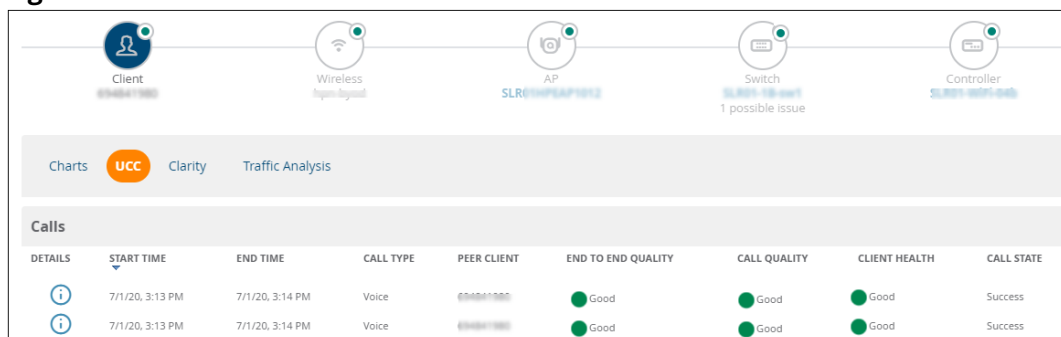 Client Wireless AP Switch Controller
SLR
1 possible issue
Charts UCC Clarity Traffic Analysis
Calls
DETAILS START TIME END TIME CALL TYPE PEER CLIENT END TO END QUALITY CALL QUALITY CLIENT HEALTH CALL STATE
7/1/20, 3:13 PM 7/1/20, 3:14 PM Voice Good Good Good Success
7/1/20, 3:13 PM 7/1/20, 3:14 PM Voice Good Good Good Success